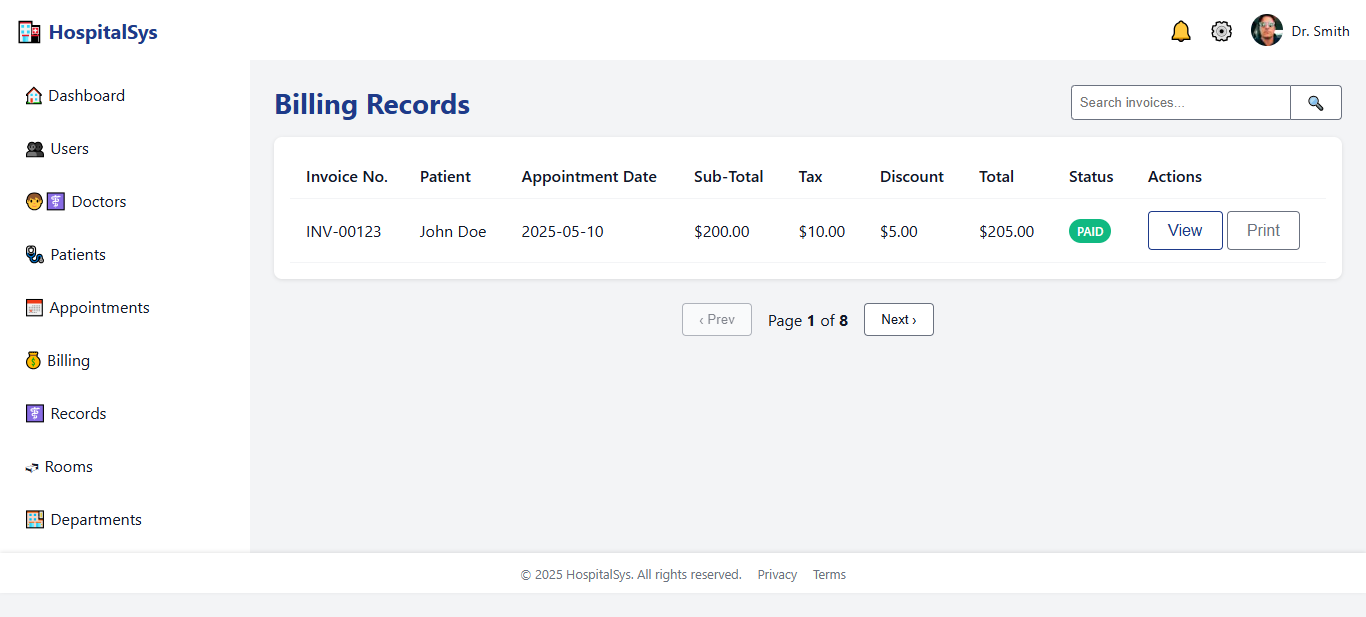 HospitalSys
Dr. Smith
Dashboard
Users
Doctors
Patients
Appointments
Billing
Records
Rooms
Departments
Billing Records
Search invoices...
Invoice No. Patient Appointment Date Sub-Total Tax Discount Total Status Actions
INV-00123 John Doe 2025-05-10 $200.00 $10.00 $5.00 $205.00 PAID View Print
‹ Prev Page 1 of 8 Next ›
© 2025 HospitalSys. All rights reserved. Privacy Terms